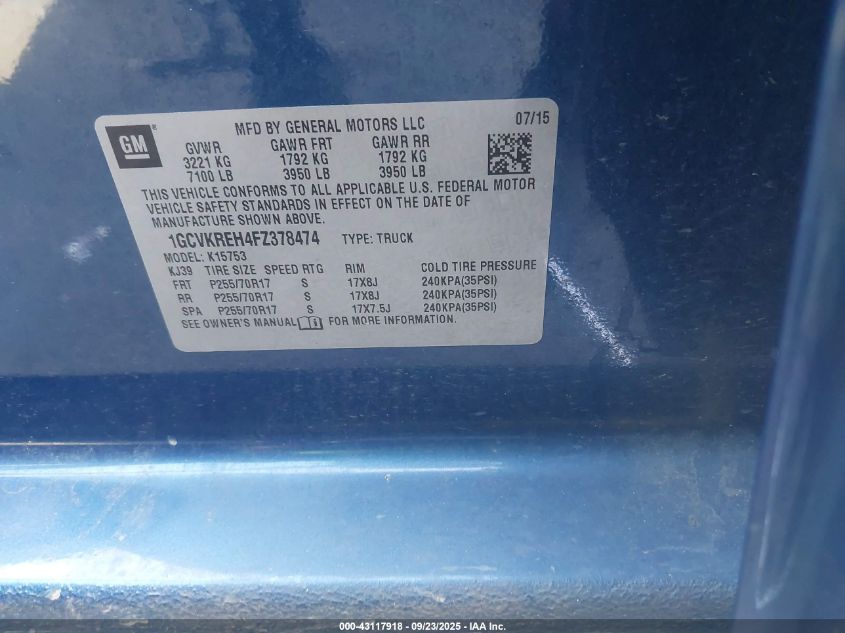 GM ®
MFD BY GENERAL MOTORS LLC 07/15
GVWR GAWR FRT GAWR RR
3221 KG 1792 KG 1792 KG
7100 LB 3950 LB 3950 LB
THIS VEHICLE CONFORMS TO ALL APPLICABLE U.S. FEDERAL MOTOR
VEHICLE SAFETY STANDARDS IN EFFECT ON THE DATE OF
MANUFACTURE SHOWN ABOVE.
1GCVKREH4FZ378474 TYPE: TRUCK
MODEL: K15753
KJ39 TIRE SIZE SPEED RTG RIM COLD TIRE PRESSURE
FRT P255/70R17 S 17X8J 240KPA(35PSI)
RR P255/70R17 S 17X8J 240KPA(35PSI)
SPA P255/70R17 S 17X7.5J 240KPA(35PSI)
SEE OWNER'S MANUAL FOR MORE INFORMATION.
000-43117918 - 09/23/2025 - IAA Inc.